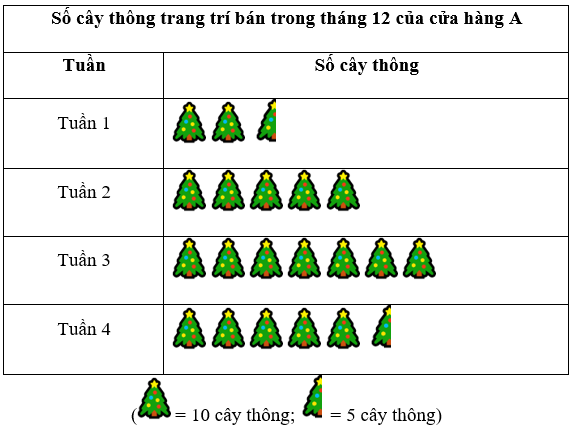 Số cây thông trang trí bán trong tháng 12 của cửa hàng A
Tuần Số cây thông
Tuần 1
Tuần 2
Tuần 3
Tuần 4
( = 10 cây thông; = 5 cây thông)